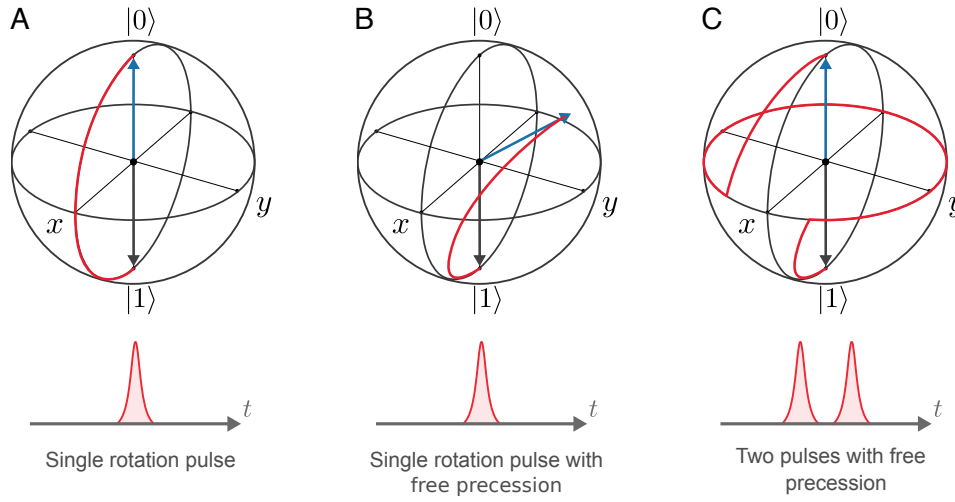 A
B
C
|0⟩
|0⟩
|0⟩
x
y
x
y
x
y
|1⟩
|1⟩
|1⟩
t
t
t
Single rotation pulse
Single rotation pulse with
free precession
Two pulses with free
precession